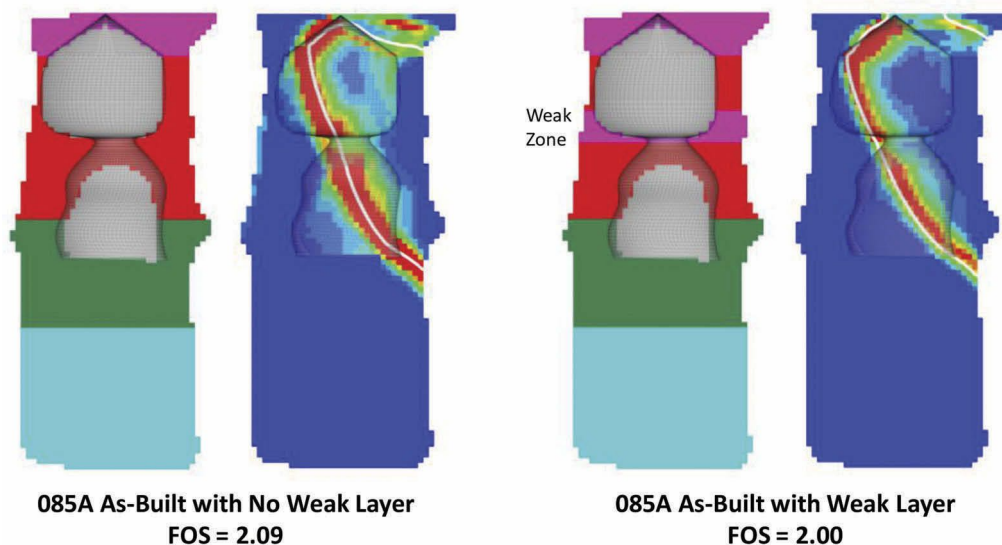 Weak
Zone
085A As-Built with No Weak Layer
FOS = 2.09
085A As-Built with Weak Layer
FOS = 2.00